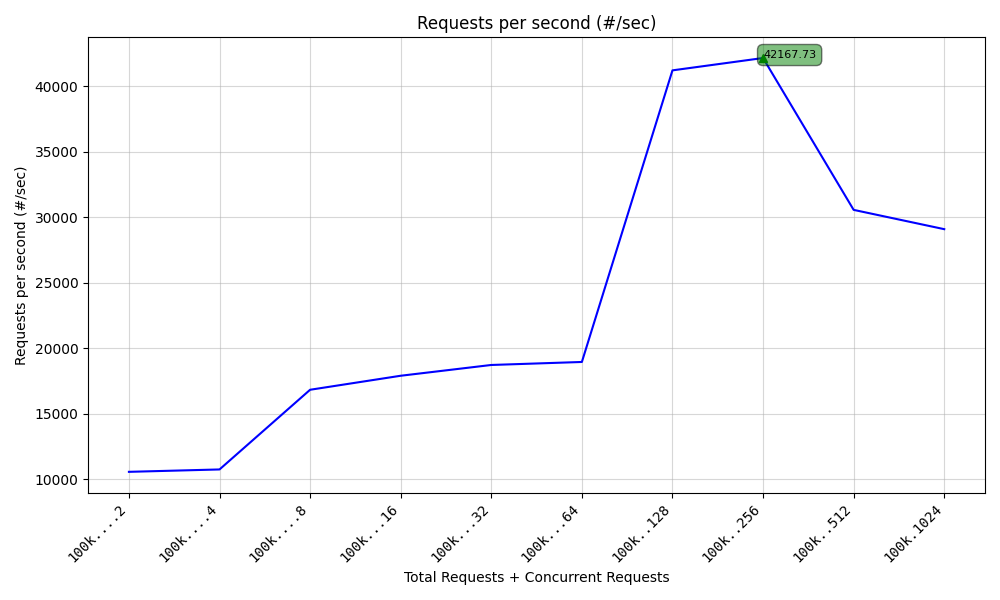 Requests per second (#/sec)
42167.73
Requests per second (#/sec)
40000
35000
30000
25000
20000
15000
10000
100k....2
100k....4
100k....8
100k...16
100k...32
100k...64
100k..128
100k..256
100k..512
100k.1024
Total Requests + Concurrent Requests